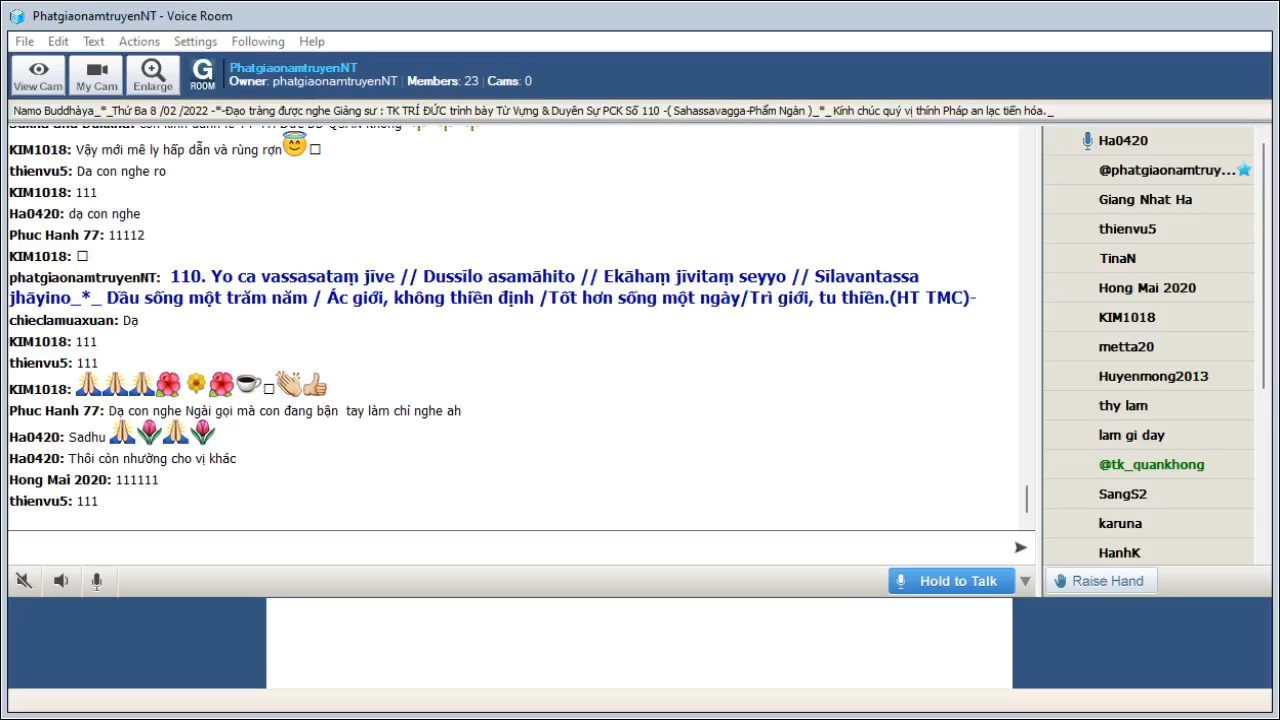 PhatgiaonamtruyenNT - Voice Room
File Edit Text Actions Settings Following Help
View Cam My Cam Enlarge G ROOM
PhatgiaonamtruyenNT
Owner: phatgiaonamtruyenNT | Members: 23 | Cams: 0
Namo Buddhàya_*_Thứ Ba 8 /02 /2022 -*-Đạo tràng được nghe Giảng sư : TK TRÍ ĐỨC trình bày Từ Vựng & Duyên Sự PCK Số 110 -( Sahassavagga-Phẩm Ngàn )_*_Kính chúc quý vị thính Pháp an lạc tiến hóa._
KIM1018: Vậy mới mê ly hấp dẫn và rùng rợn😇□
thienvu5: Da con nghe ro
KIM1018: 111
Ha0420: dạ con nghe
Phuc Hanh 77: 11112
KIM1018: □
phatgiaonamtruyenNT: 110. Yo ca vassasataṃ jīve // Dussīlo asamāhito // Ekāhaṃ jīvitaṃ seyyo // Sīlavantassa
jhāyino_*_ Dầu sống một trăm năm / Ác giới, không thiền định /Tốt hơn sống một ngày/Trì giới, tu thiền.(HT TMC)-
chieclamuaxuan: Dạ
KIM1018: 111
thienvu5: 111
KIM1018: 🙏🙏🙏🌺🌼🌺☕□👏👍
Phuc Hanh 77: Dạ con nghe Ngài gọi mà con đang bận tay làm chỉ nghe ah
Ha0420: Sadhu 🙏🌷🙏🌷
Ha0420: Thôi còn nhường cho vị khác
Hong Mai 2020: 111111
thienvu5: 111
Hold to Talk
Ha0420
@phatgiaonamtruy...
Giang Nhat Ha
thienvu5
TinaN
Hong Mai 2020
KIM1018
metta20
Huyenmong2013
thy lam
lam gi day
@tk_quankhong
SangS2
karuna
HanhK
Raise Hand